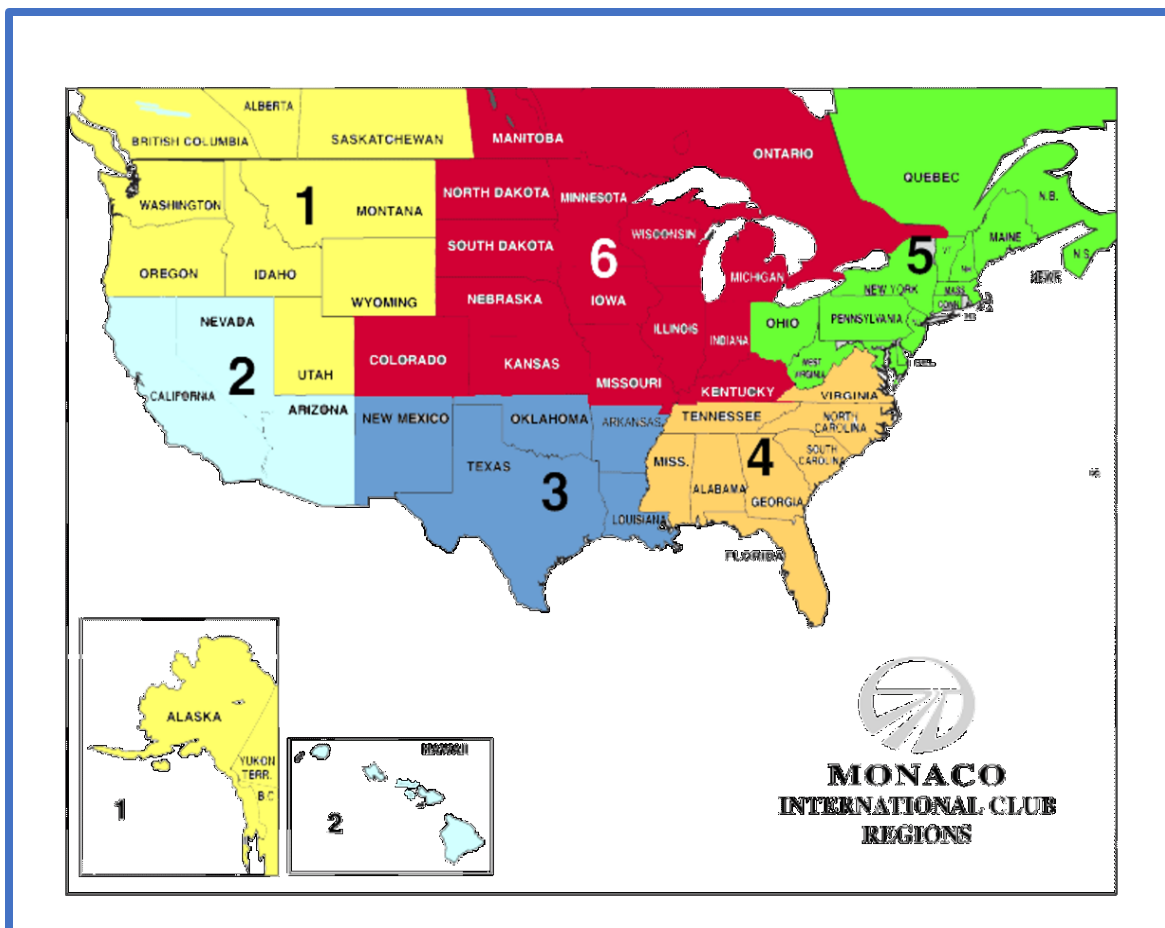 ALBERTA
BRITISH COLUMBIA
SASKATCHEWAN
MANITOBA
ONTARIO
QUEBEC
N.B.
N.S.
WASHINGTON
1
MONTANA
NORTH DAKOTA
MINNESOTA
OREGON
IDAHO
WYOMING
SOUTH DAKOTA
WISCONSIN
6
MICHIGAN
5
VT
NH
MAINE
NEW YORK
MASS
CONN
NEVADA
2
CALIFORNIA
UTAH
ARIZONA
COLORADO
NEBRASKA
IOWA
ILLINOIS
INDIANA
OHIO
PENNSYLVANIA
WEST
VIRGINIA
KANSAS
MISSOURI
KENTUCKY
VIRGINIA
NEW MEXICO
OKLAHOMA
ARKANSAS
TENNESSEE
NORTH
CAROLINA
TEXAS
3
MISS.
4
SOUTH
CAROLINA
ALABAMA
GEORGIA
LOUISIANA
FLORIDA
ALASKA
YUKON
TERR.
B.C
1
2
MONACO
INTERNATIONAL CLUB
REGIONS